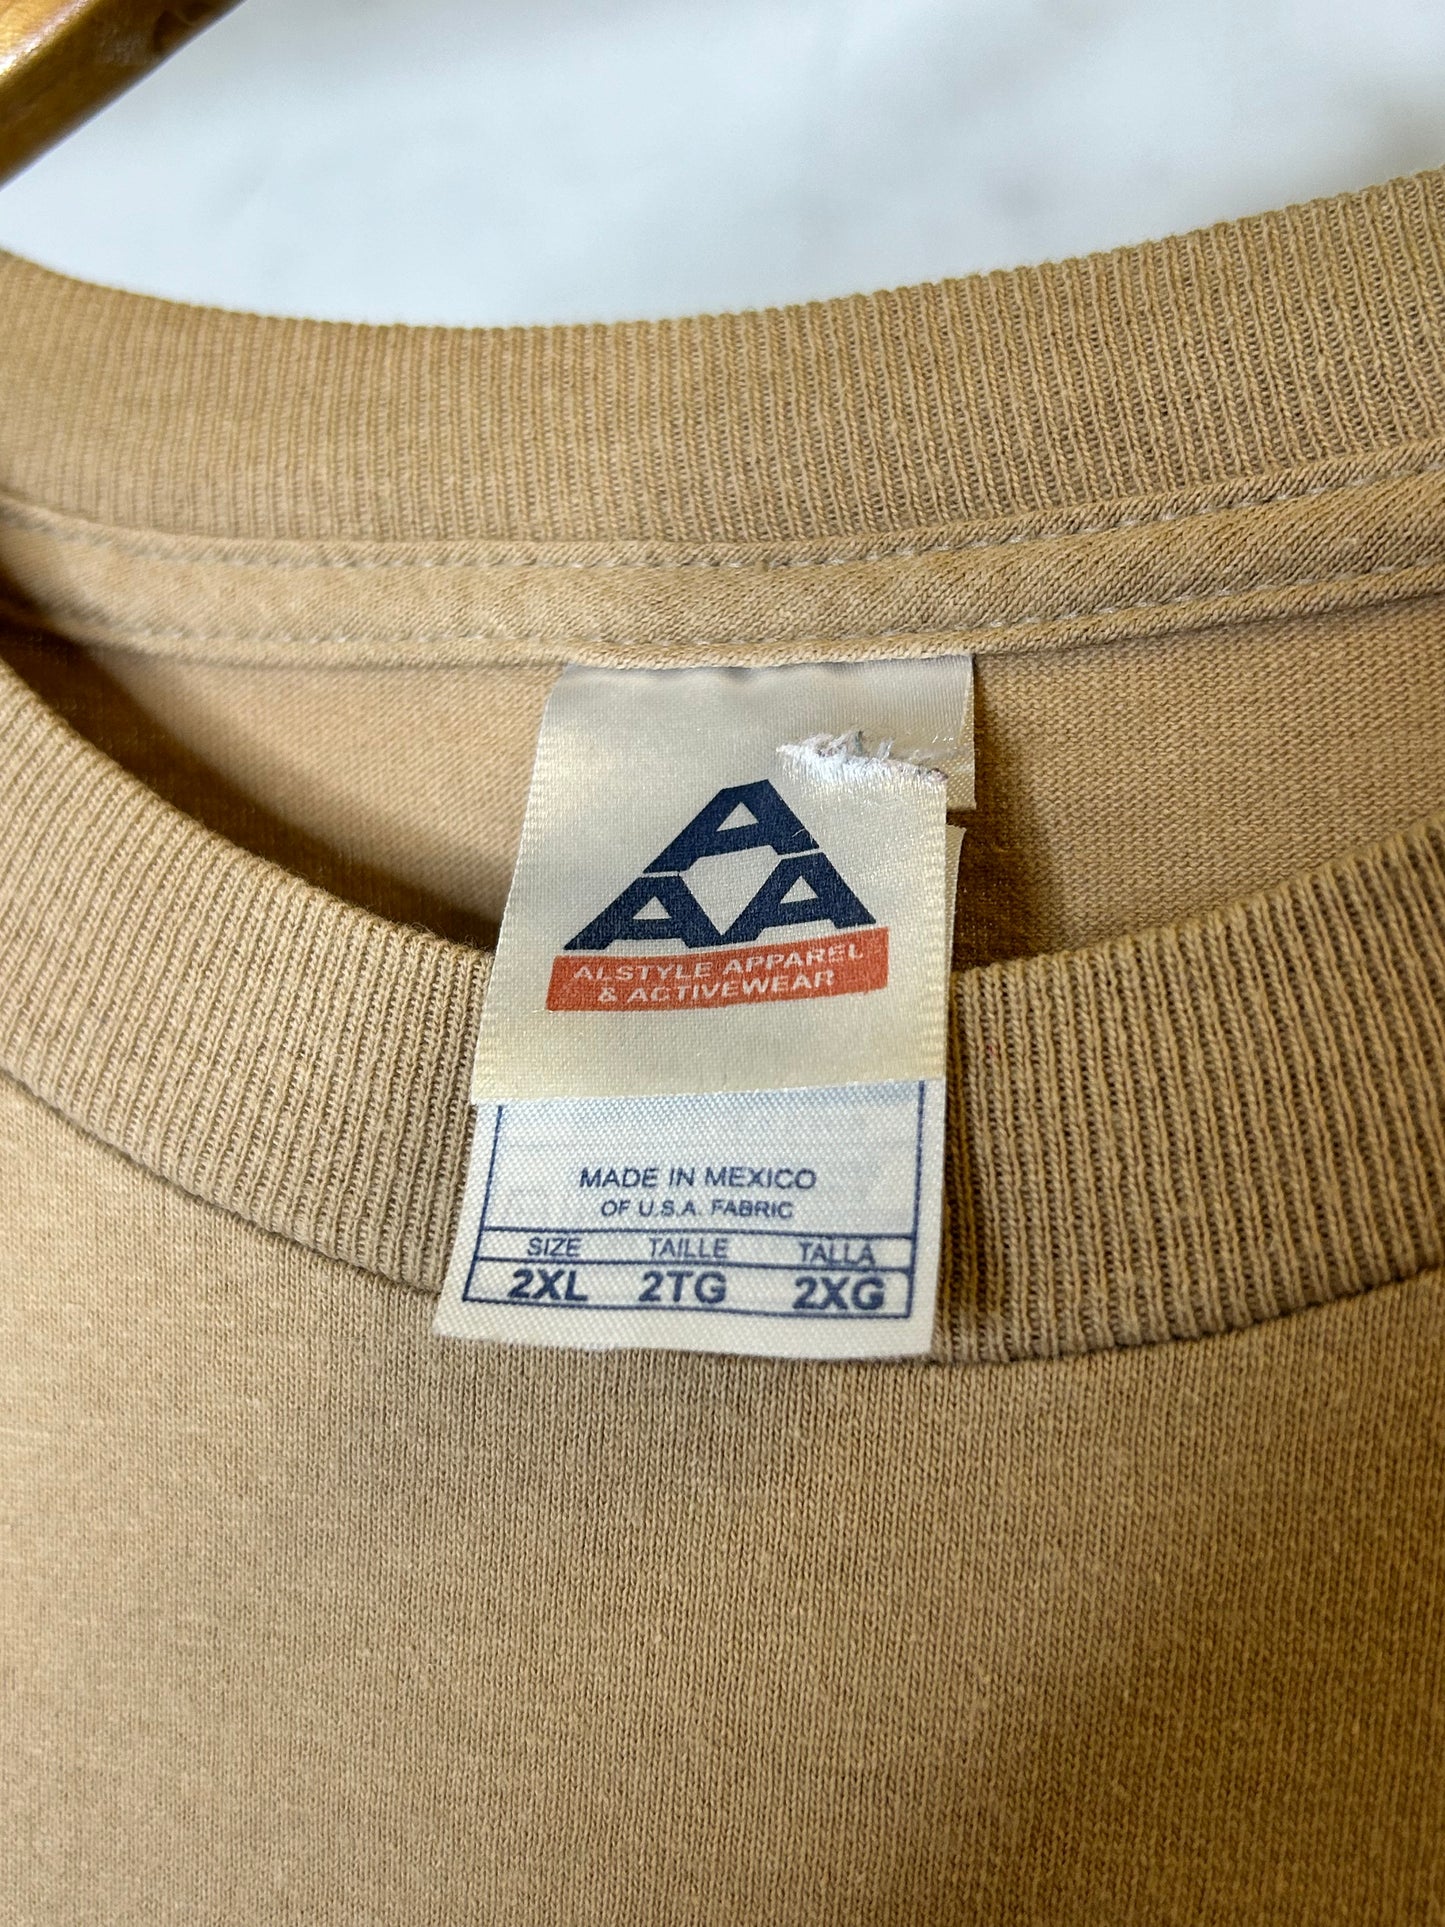 AAA
ALSTYLE APPAREL
& ACTIVEWEAR
MADE IN MEXICO
OF U.S.A. FABRIC
SIZE TAILLE TALLA
2XL 2TG 2XG